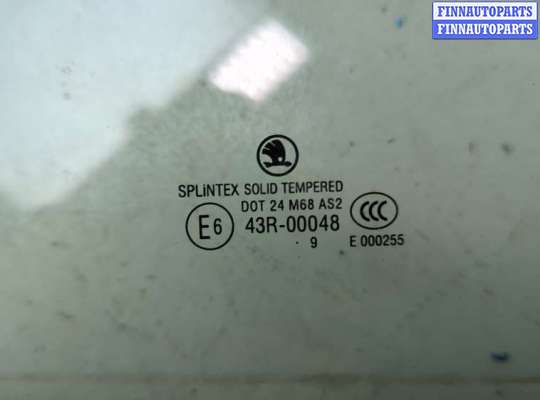 FINNAUTOPARTS
FINNAUTOPARTS
SPLiNTEX SOLID TEMPERED
DOT 24 M68 AS2
E6 43R-00048 CCC
9 E 000255